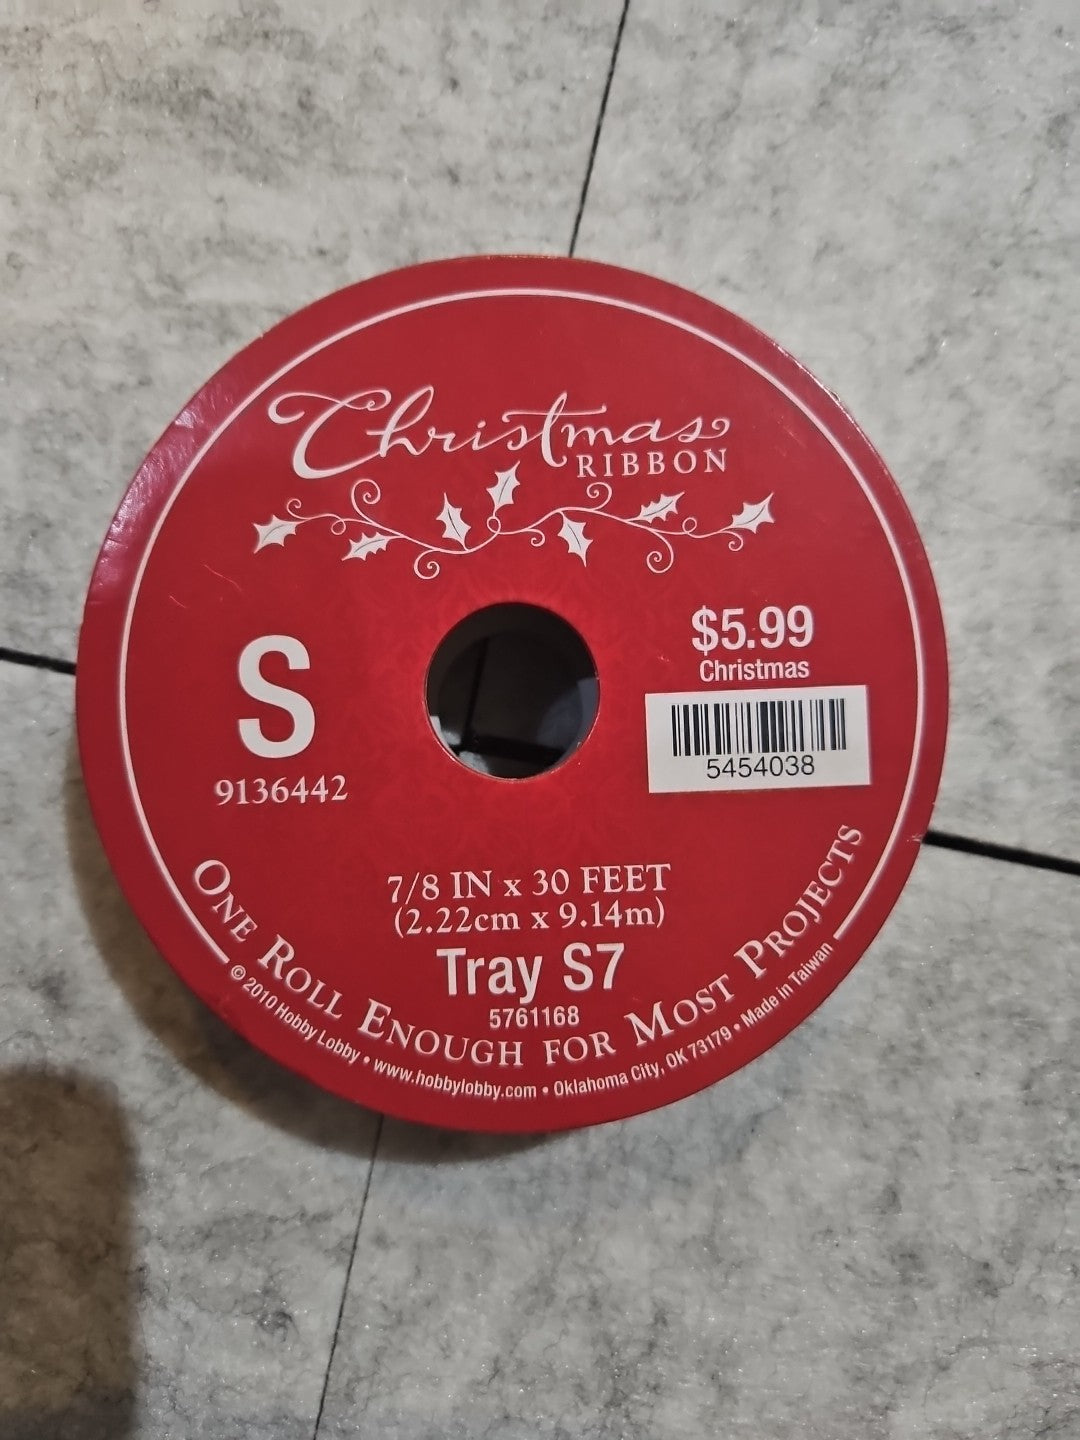 Christmas
RIBBON
S
9136442
$5.99
Christmas
5454038
7/8 IN x 30 FEET
(2.22cm x 9.14m)
Tray S7
5761168
ONE ROLL ENOUGH FOR MOST PROJECTS
© 2010 Hobby Lobby • www.hobbylobby.com • Oklahoma City, OK 73179 • Made in Taiwan